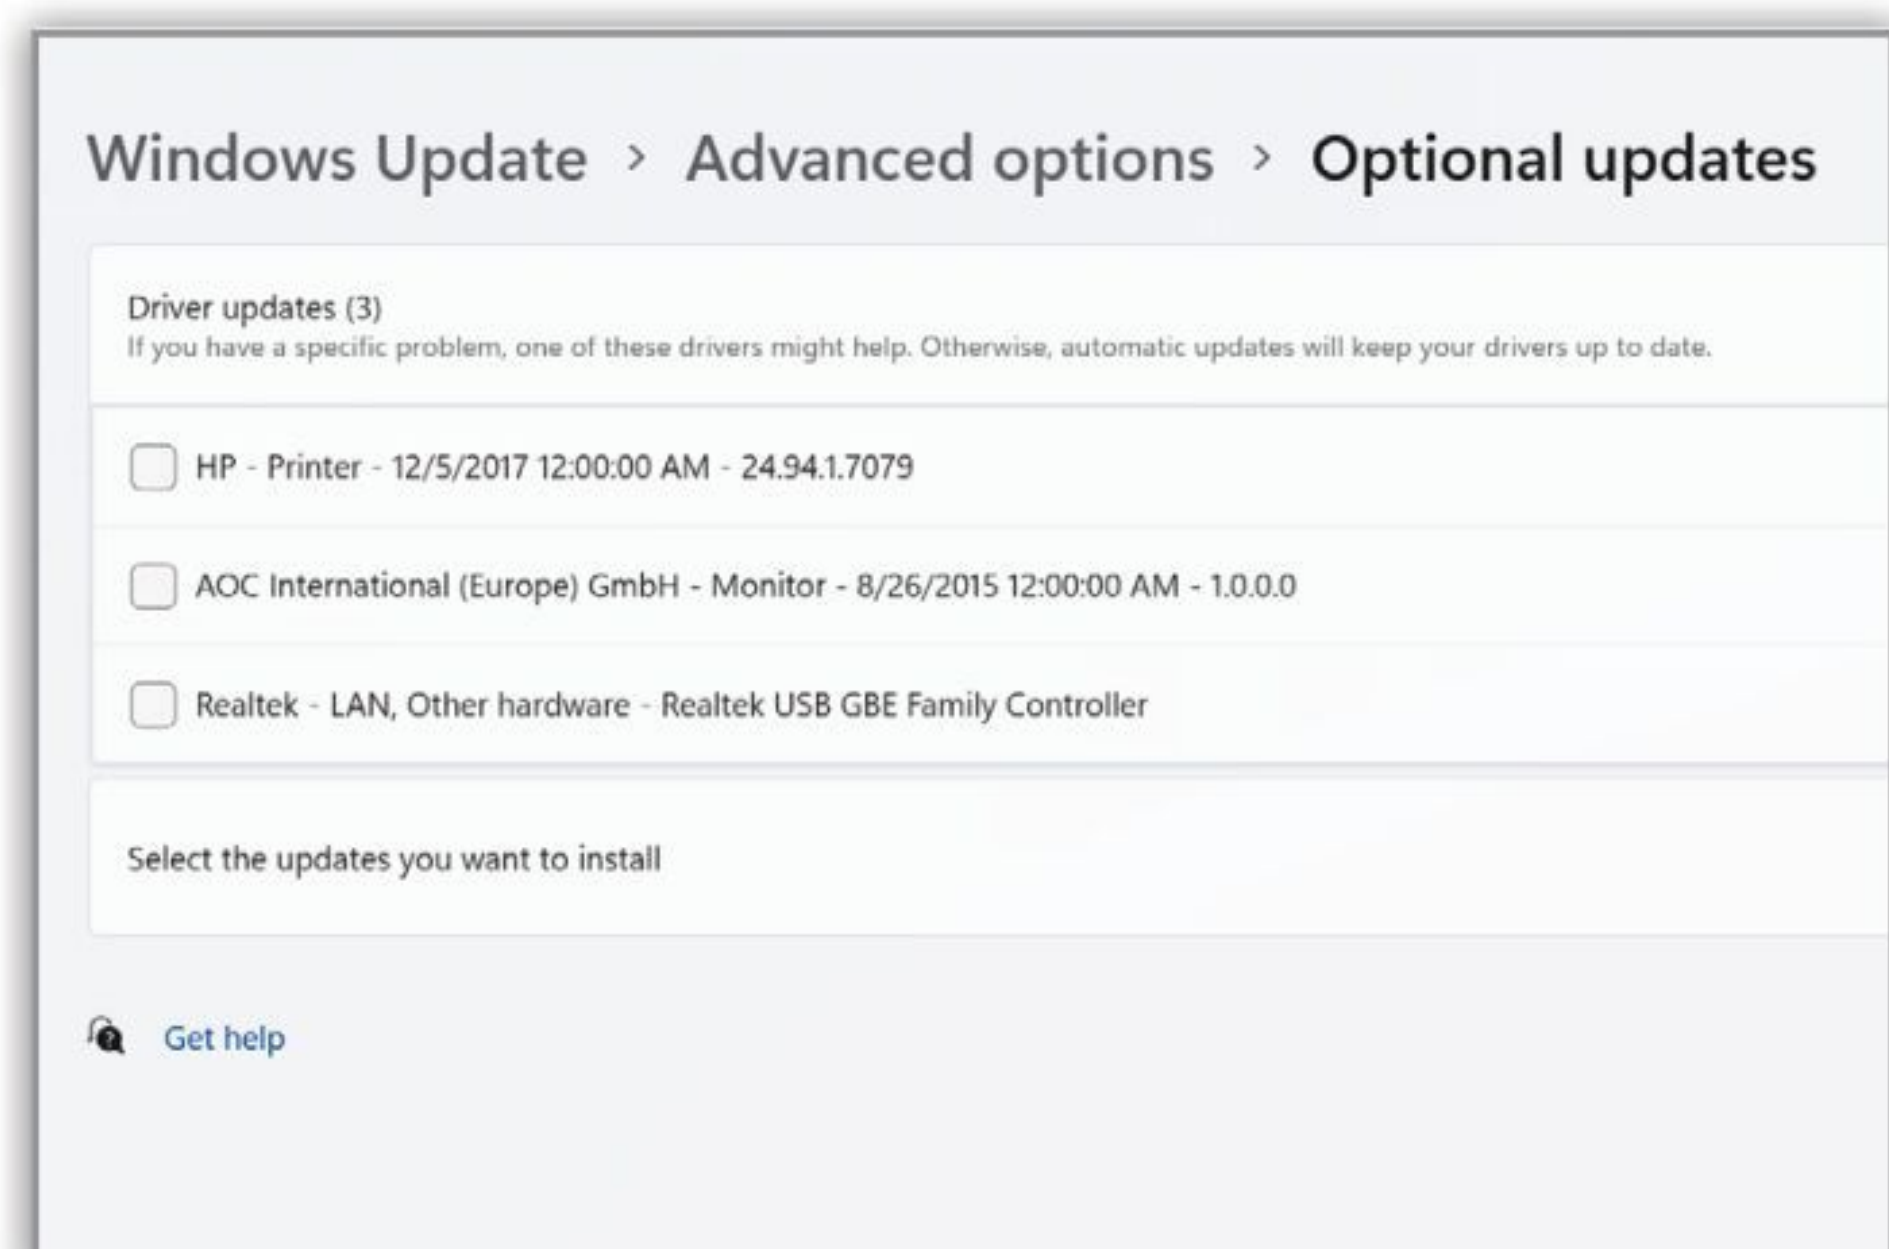 Windows Update > Advanced options > Optional updates
Driver updates (3)
If you have a specific problem, one of these drivers might help. Otherwise, automatic updates will keep your drivers up to date.
HP - Printer - 12/5/2017 12:00:00 AM - 24.94.1.7079
AOC International (Europe) GmbH - Monitor - 8/26/2015 12:00:00 AM - 1.0.0.0
Realtek - LAN, Other hardware - Realtek USB GBE Family Controller
Select the updates you want to install
Get help